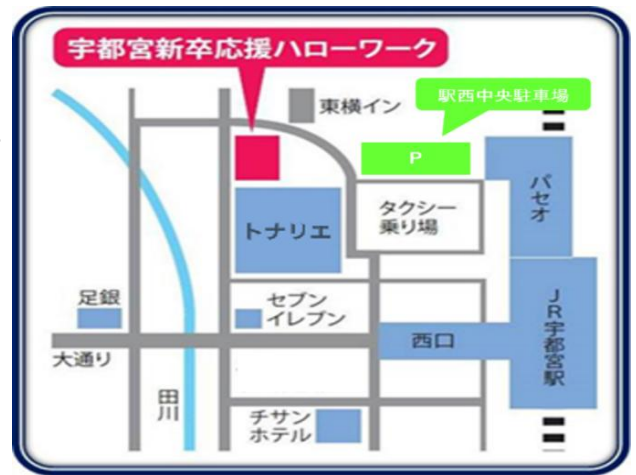 宇都宮新卒応援ハローワーク
駅西中央駐車場
東横イン
P
パセオ
タクシー
乗り場
トナリエ
足銀
セブン
イレブン
JR宇都宮駅
西口
大通り
田川
チサン
ホテル